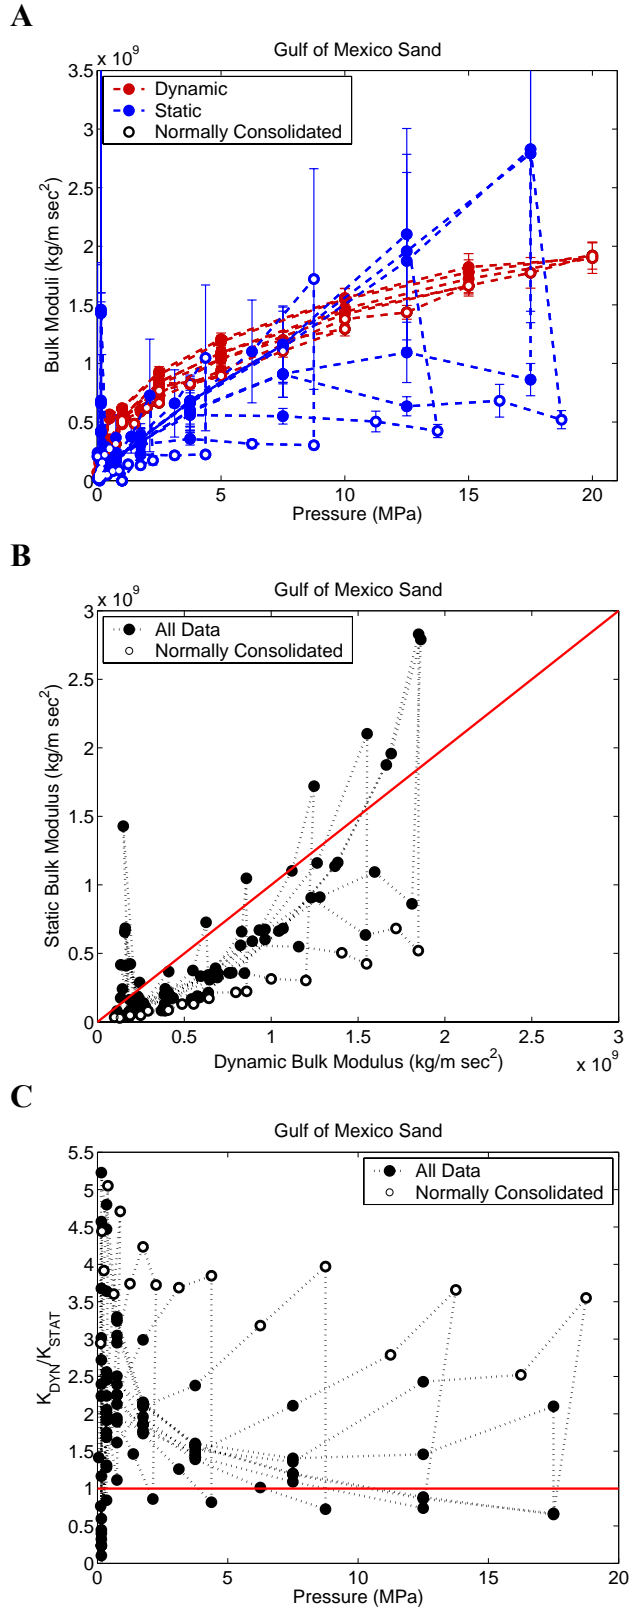 A
Gulf of Mexico Sand
x 10^9
3.5
3
2.5
2
1.5
1
0.5
0
Bulk Moduli (kg/m sec^2)
Dynamic
Static
Normally Consolidated
0
5
10
15
20
Pressure (MPa)
B
Gulf of Mexico Sand
x 10^9
3
2.5
2
1.5
1
0.5
0
Static Bulk Modulus (kg/m sec^2)
All Data
Normally Consolidated
0
0.5
1
1.5
2
2.5
3
Dynamic Bulk Modulus (kg/m sec^2)
x 10^9
C
Gulf of Mexico Sand
5.5
5
4.5
4
3.5
3
2.5
2
1.5
1
0.5
0
K_DYN/K_STAT
All Data
Normally Consolidated
0
5
10
15
20
Pressure (MPa)